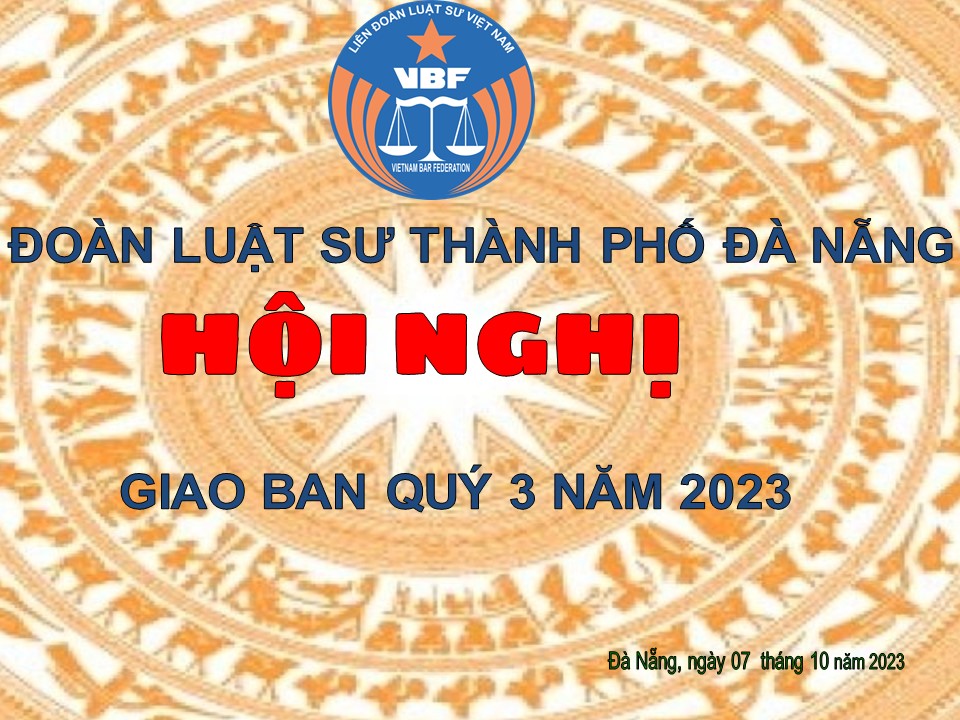 LIÊN ĐOÀN LUẬT SƯ VIỆT NAM
VBF
VIETNAM BAR FEDERATION
ĐOÀN LUẬT SƯ THÀNH PHỐ ĐÀ NẴNG
HỘI NGHỊ
GIAO BAN QUÝ 3 NĂM 2023
Đà Nẵng, ngày 07 tháng 10 năm 2023